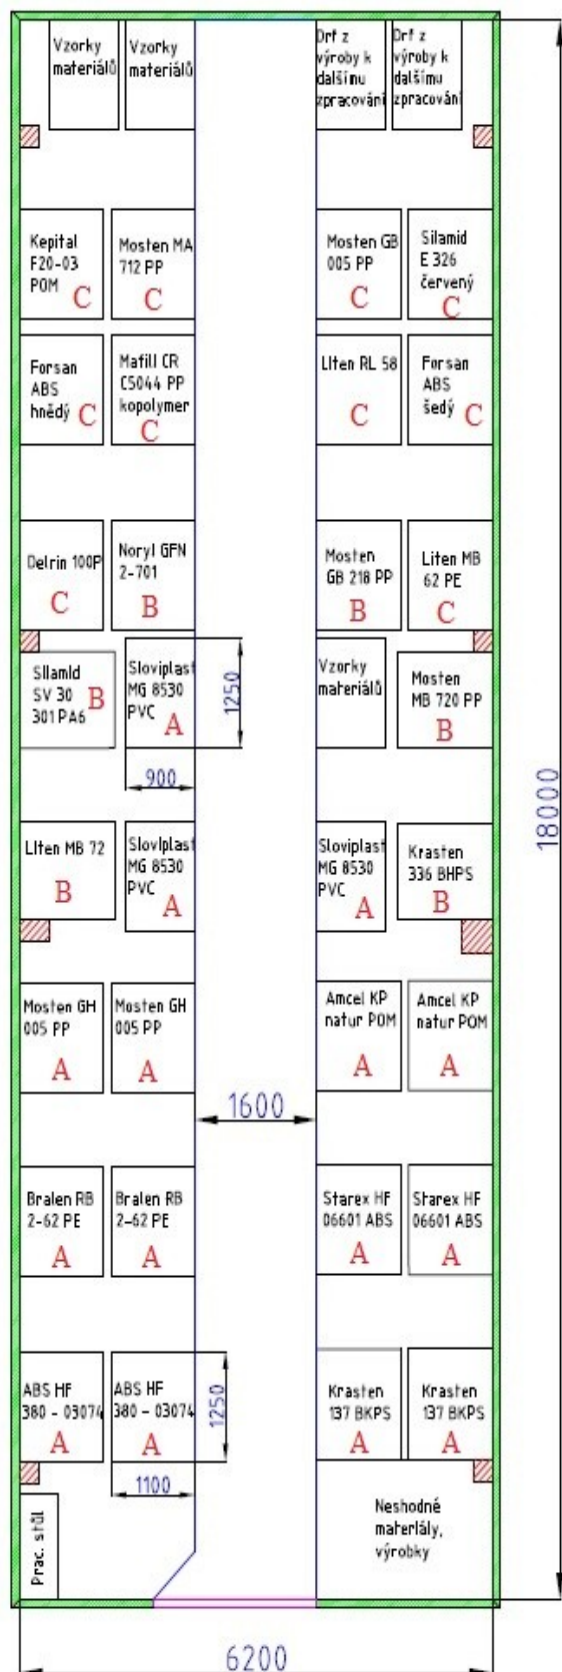 Vzorky
materiálů
Vzorky
materiálů
Drť z
výroby k
dalšímu
zpracování
Drť z
výroby k
dalšímu
zpracování
Kepital
F20-03
POM
C
Mosten MA
712 PP
C
Mosten GB
005 PP
C
Silamid
E 326
červený
C
Forsan
ABS
hnědý
C
Mafill CR
C5044 PP
kopolymer
C
Liten RL 58
C
Forsan
ABS
šedý
C
Delrin 100P
C
Noryl GFN
2-701
B
Mosten
GB 218 PP
B
Liten MB
62 PE
C
Silamid
SV 30
301 PA6
B
Sloviplast
MG 8530
PVC
A
1250
900
Vzorky
materiálů
Mosten
MB 720 PP
B
18000
Liten MB 72
B
Sloviplast
MG 8530
PVC
A
Sloviplast
MG 8530
PVC
A
Krasten
336 BHPS
B
Mosten GH
005 PP
A
Mosten GH
005 PP
A
Amcel KP
natur POM
A
Amcel KP
natur POM
A
1600
Bralen RB
2-62 PE
A
Bralen RB
2-62 PE
A
Starex HF
06601 ABS
A
Starex HF
06601 ABS
A
ABS HF
380 - 03074
A
ABS HF
380 - 03074
A
1250
1100
Krasten
137 BKPS
A
Krasten
137 BKPS
A
Prac. stůl
Neshodné
materiály,
výrobky
6200